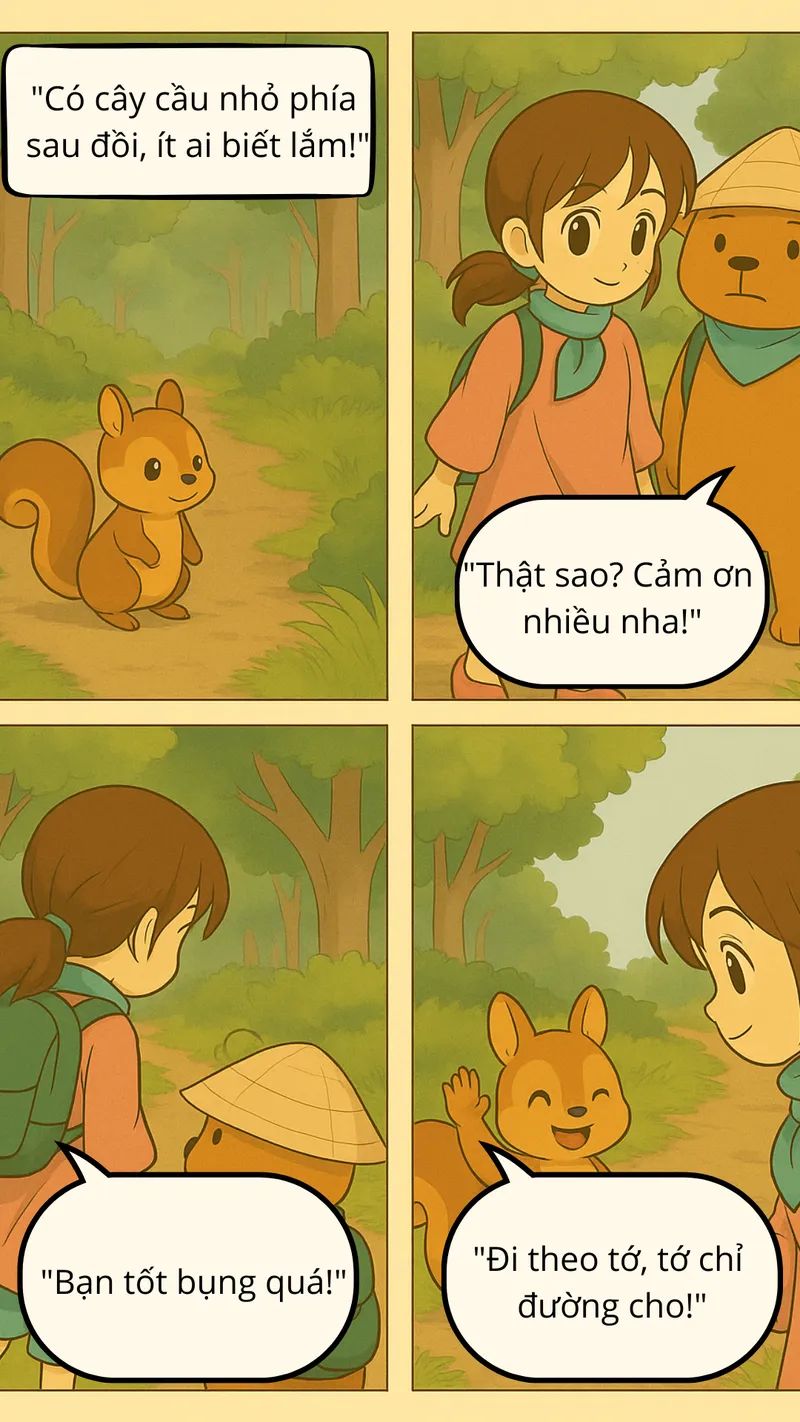 "Có cây cầu nhỏ phía
sau đồi, ít ai biết lắm!"
"Thật sao? Cảm ơn
nhiều nha!"
"Bạn tốt bụng quá!"
"Đi theo tớ, tớ chỉ
đường cho!"